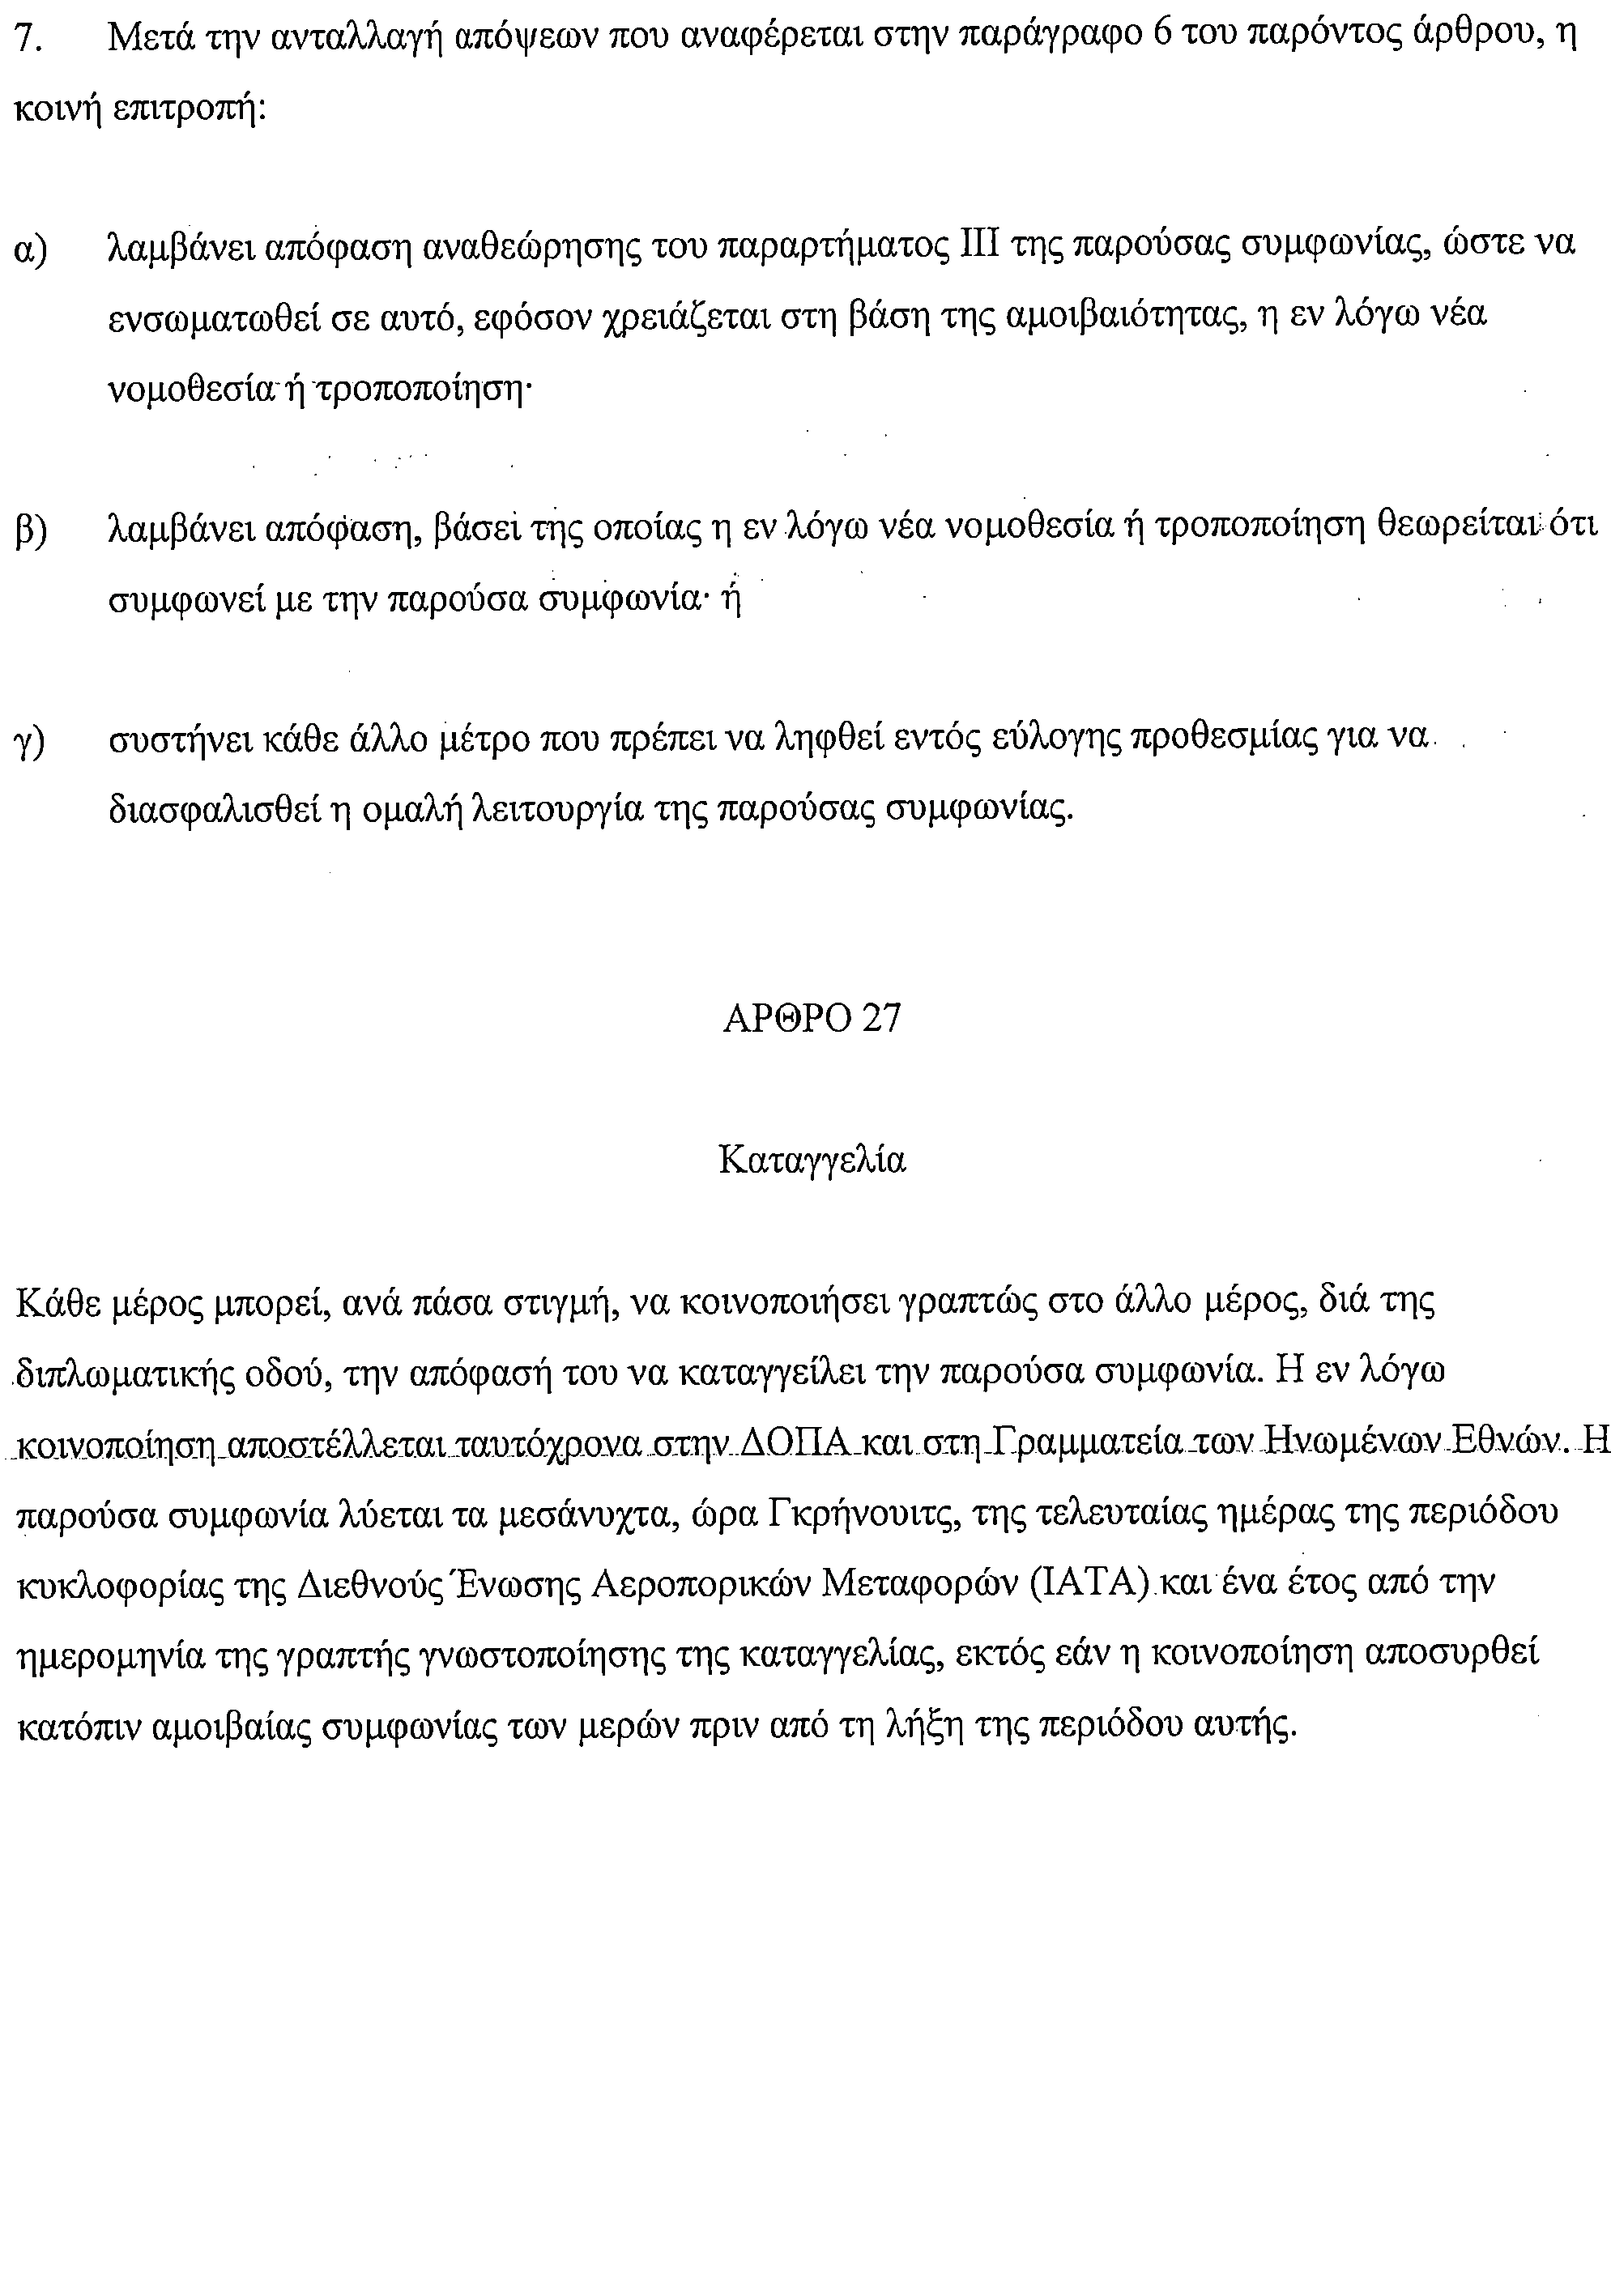 7. Μετά την ανταλλαγή απόψεων που αναφέρεται στην παράγραφο 6 του παρόντος άρθρου, η
κοινή επιτροπή:
α) λαμβάνει απόφαση αναθεώρησης του παραρτήματος III της παρούσας συμφωνίας, ώστε να
ενσωματωθεί σε αυτό, εφόσον χρειάζεται στη βάση της αμοιβαιότητας, η εν λόγω νέα
νομοθεσία ή τροποποίηση·
β) λαμβάνει απόφαση, βάσει της οποίας η εν λόγω νέα νομοθεσία ή τροποποίηση θεωρείται ότι
συμφωνεί με την παρούσα συμφωνία· ή
γ) συστήνει κάθε άλλο μέτρο που πρέπει να ληφθεί εντός εύλογης προθεσμίας για να
διασφαλισθεί η ομαλή λειτουργία της παρούσας συμφωνίας.
ΑΡΘΡΟ 27
Καταγγελία
Κάθε μέρος μπορεί, ανά πάσα στιγμή, να κοινοποιήσει γραπτώς στο άλλο μέρος, διά της
διπλωματικής οδού, την απόφασή του να καταγγείλει την παρούσα συμφωνία. Η εν λόγω
κοινοποίηση αποστέλλεται ταυτόχρονα στην ΔΟΠΑ και στη Γραμματεία των Ηνωμένων Εθνών. Η
παρούσα συμφωνία λύεται τα μεσάνυχτα, ώρα Γκρήνουιτς, της τελευταίας ημέρας της περιόδου
κυκλοφορίας της Διεθνούς Ένωσης Αεροπορικών Μεταφορών (ΙΑΤΑ) και ένα έτος από την
ημερομηνία της γραπτής γνωστοποίησης της καταγγελίας, εκτός εάν η κοινοποίηση αποσυρθεί
κατόπιν αμοιβαίας συμφωνίας των μερών πριν από τη λήξη της περιόδου αυτής.